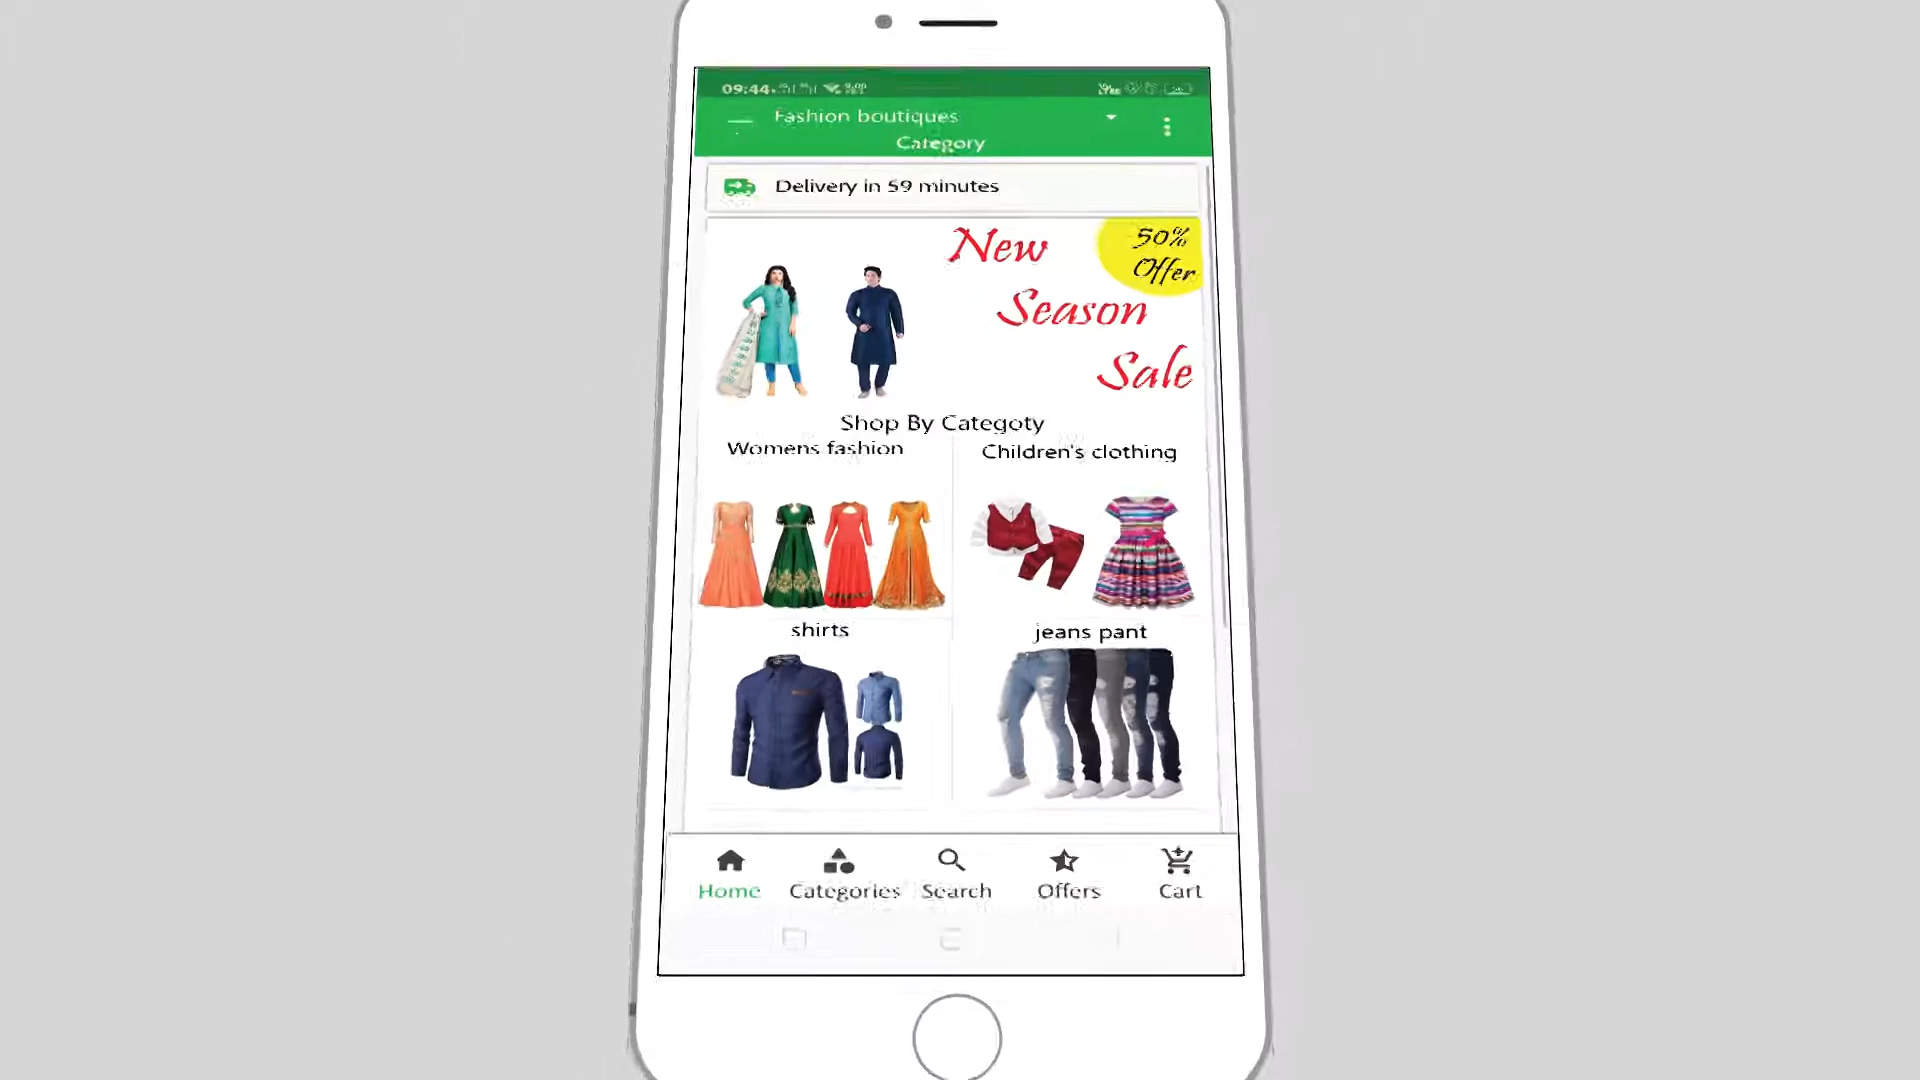 09:44
Fashion boutiques
Category
Delivery in 59 minutes
50%
Offer
New
Season
Sale
Shop By Categoty
Womens fashion
Children's clothing
shirts
jeans pant
Home
Categories
Search
Offers
Cart